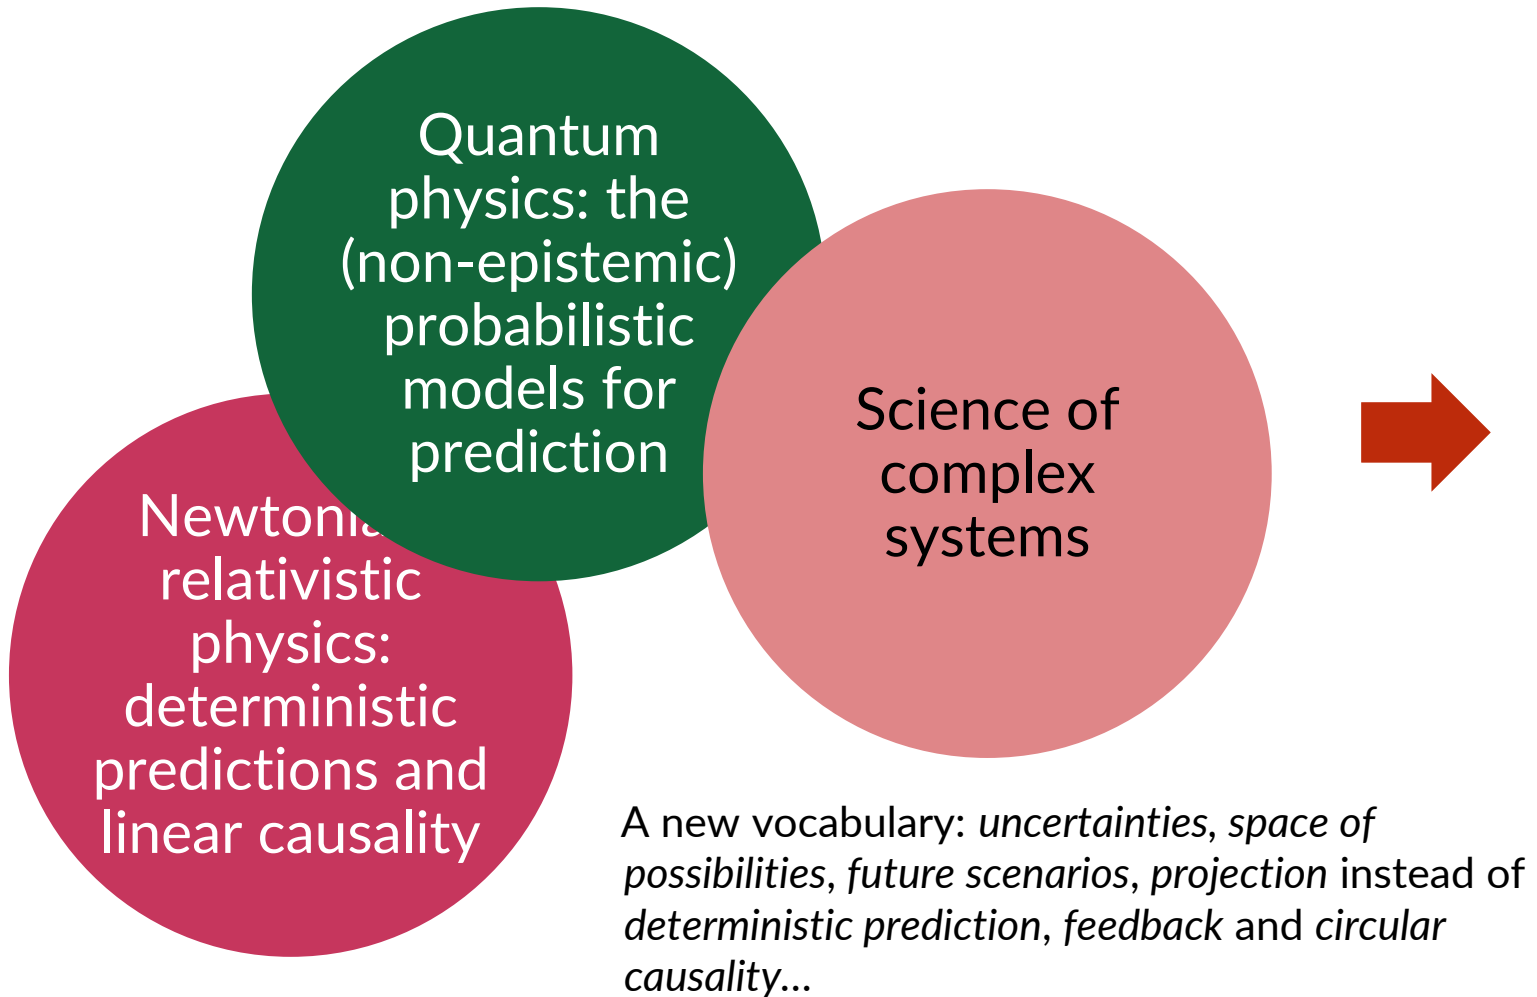 Quantum
physics: the
(non-epistemic)
probabilistic
models for
prediction
Science of
complex
systems
relativistic
physics:
deterministic
predictions and
linear causality
A new vocabulary: uncertainties, space of
possibilities, future scenarios, projection instead of
deterministic prediction, feedback and circular
causality...